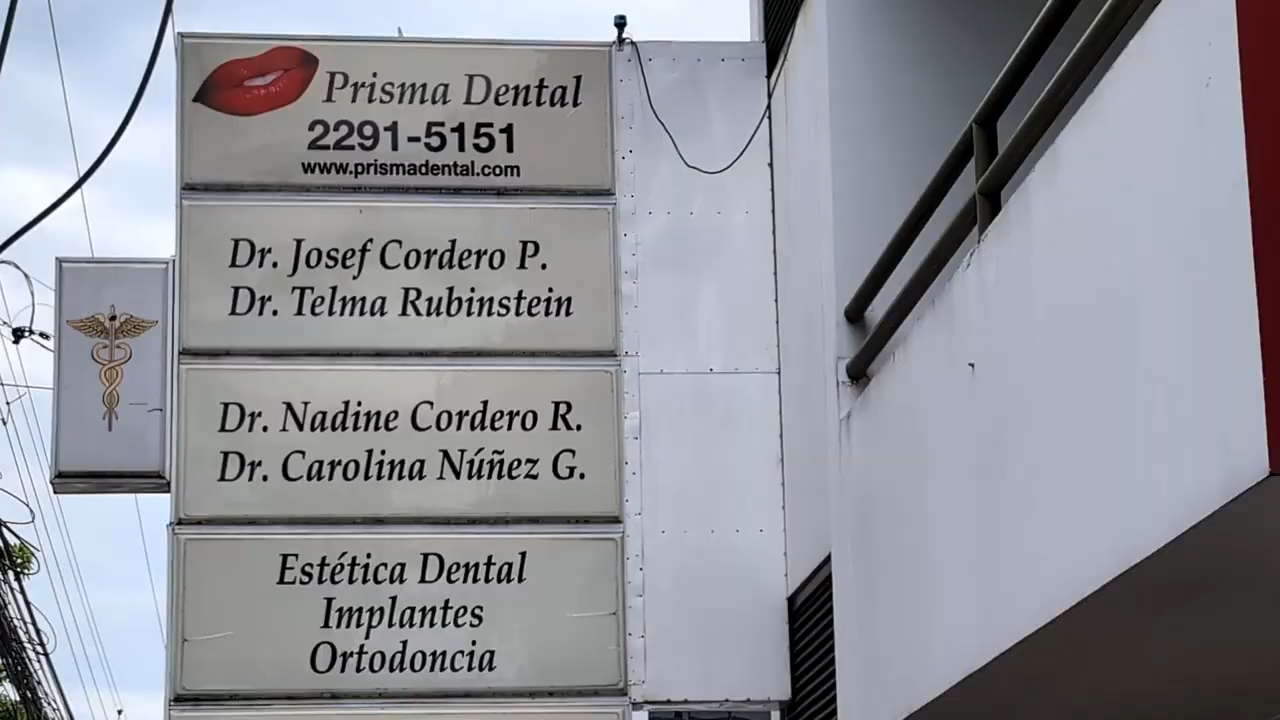 Prisma Dental
2291-5151
www.prismadental.com
Dr. Josef Cordero P.
Dr. Telma Rubinstein
Dr. Nadine Cordero R.
Dr. Carolina Núñez G.
Estética Dental
Implantes
Ortodoncia